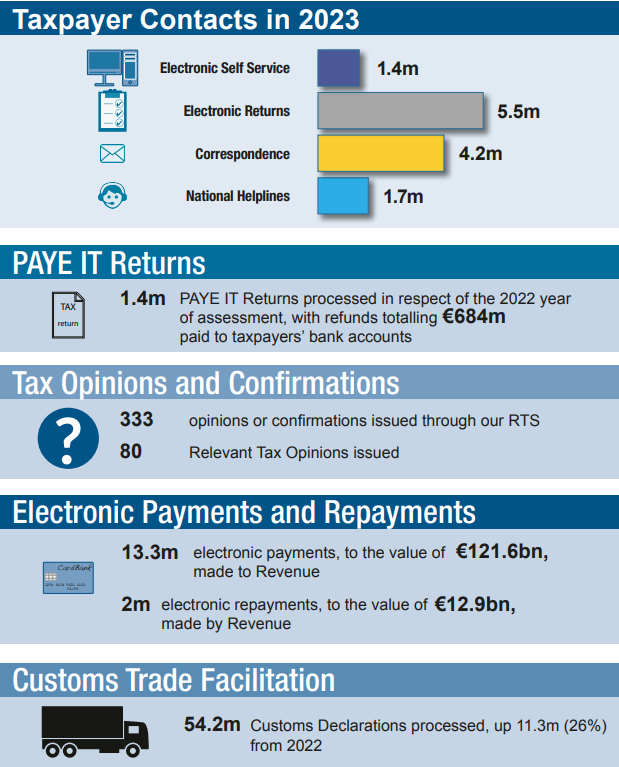 Taxpayer Contacts in 2023
Electronic Self Service 1.4m
Electronic Returns 5.5m
Correspondence 4.2m
National Helplines 1.7m
PAYE IT Returns
TAX
return
1.4m PAYE IT Returns processed in respect of the 2022 year
of assessment, with refunds totalling €684m
paid to taxpayers’ bank accounts
Tax Opinions and Confirmations
?
333 opinions or confirmations issued through our RTS
80 Relevant Tax Opinions issued
Electronic Payments and Repayments
CardBank
13.3m electronic payments, to the value of €121.6bn,
made to Revenue
2m electronic repayments, to the value of €12.9bn,
made by Revenue
Customs Trade Facilitation
54.2m Customs Declarations processed, up 11.3m (26%)
from 2022